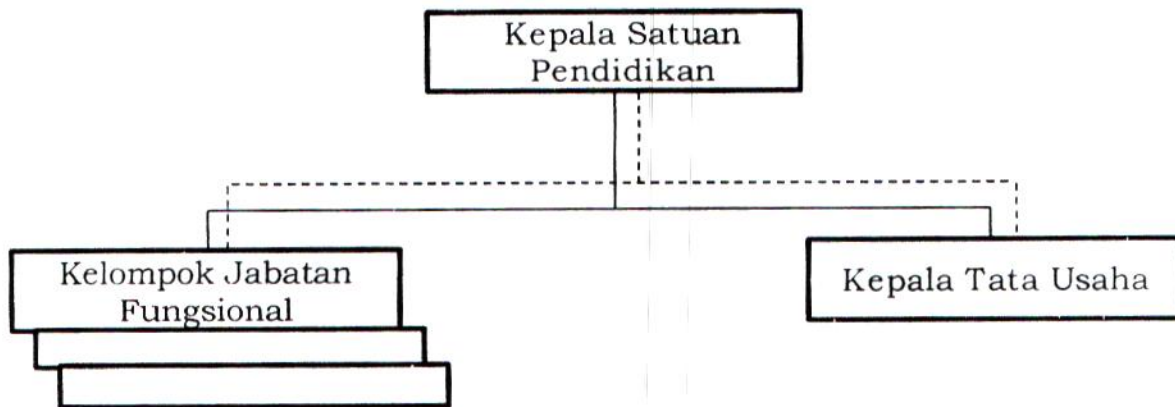 Kepala Satuan
Pendidikan
Kelompok Jabatan
Fungsional
Kepala Tata Usaha